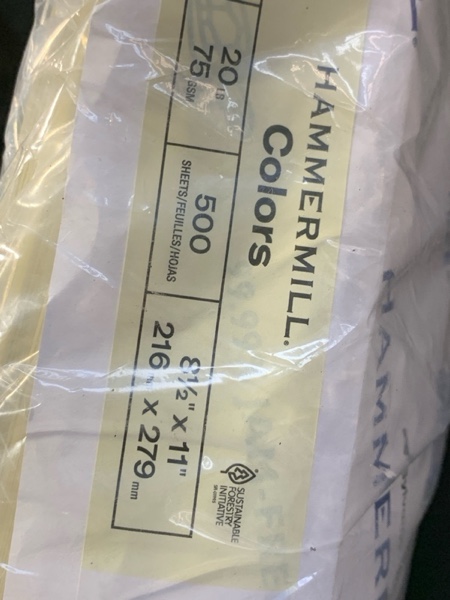 HAMMERMILL.
Colors
20 LB
75 GSM
500
SHEETS/FEUILLES/HOJAS
8½" x 11"
216 mm x 279 mm
SUSTAINABLE
FORESTRY
INITIATIVE
HAMMER